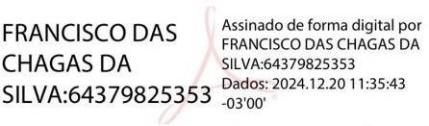 FRANCISCO DAS
CHAGAS DA
SILVA:64379825353
Assinado de forma digital por
FRANCISCO DAS CHAGAS DA
SILVA:64379825353
Dados: 2024.12.20 11:35:43
-03'00'